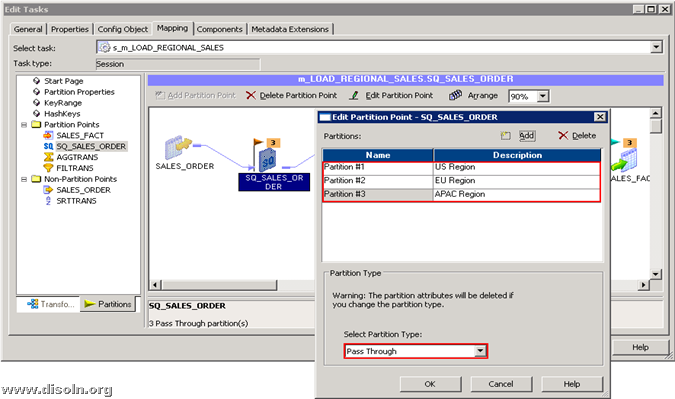 Edit Tasks
General
Properties
Config Object
Mapping
Components
Metadata Extensions
Select task:
s_m_LOAD_REGIONAL_SALES
Task type:
Session
Start Page
Partition Properties
KeyRange
HashKeys
Partition Points
SALES_FACT
SQ_SALES_ORDER
AGGTRANS
FILTRANS
Non-Partition Points
SALES_ORDER
SRTTRANS
Transfo...
Partitions
m_LOAD_REGIONAL_SALES.SQ_SALES_ORDER
Add Partition Point
Delete Partition Point
Edit Partition Point
Arrange
90%
SALES_ORDER
3
SQ
SQ_SALES_OR
DER
3
SALES_FAC
SQ_SALES_ORDER
3 Pass Through partition(s)
Edit Partition Point - SQ_SALES_ORDER
Partitions:
Add
Delete
Name
Description
Partition #1
US Region
Partition #2
EU Region
Partition #3
APAC Region
Partition Type
Warning: The partition attributes will be deleted if
you change the partition type.
Select Partition Type:
Pass Through
OK
Cancel
Help
Help
www.disoln.org